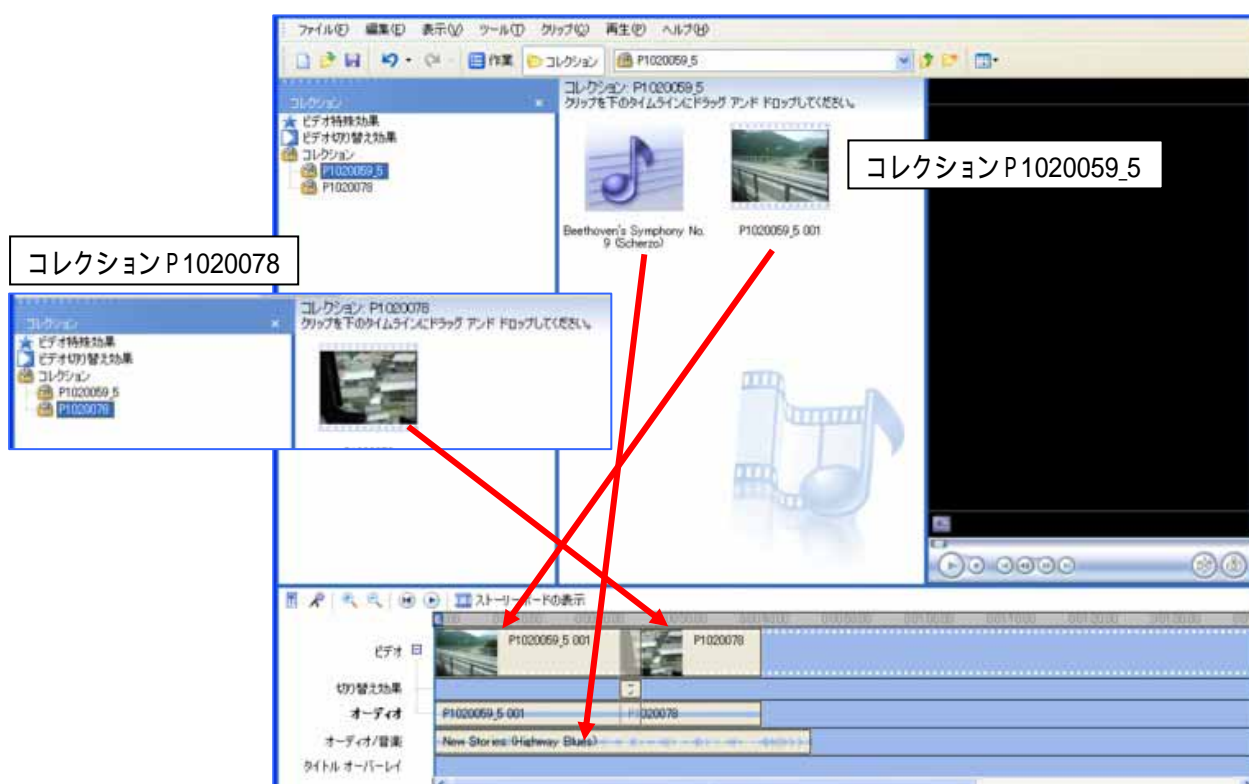 ファイル(F) 編集(E) 表示(V) ツール(T) クリップ(C) 再生(P) ヘルプ(H)
作業 コレクション P1020059_5
コレクション
ビデオ特殊効果
ビデオ切り替え効果
コレクション
P1020059_5
P1020078
コレクション: P1020059_5
クリップを下のタイムラインにドラッグ アンド ドロップしてください。
Beethoven's Symphony No.
9 (Scherzo)
P1020059_5 001
コレクションP1020059_5
コレクションP1020078
コレクション
ビデオ特殊効果
ビデオ切り替え効果
コレクション
P1020059_5
P1020078
コレクション: P1020078
クリップを下のタイムラインにドラッグ アンド ドロップしてください。
ストーリーボードの表示
ビデオ
P1020059_5 001
P1020078
切り替え効果
オーディオ
P1020059_5 001
P1020078
オーディオ/音楽
New Stories (Highway Blues)
タイトル オーバーレイ